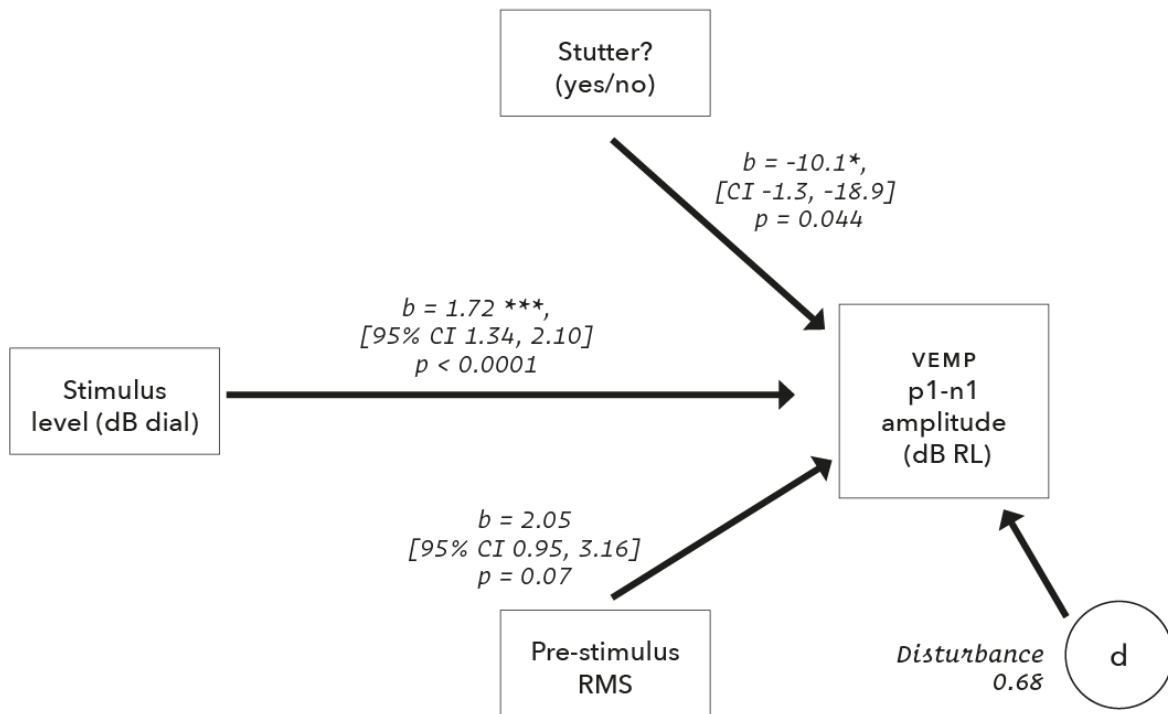 Stutter?
(yes/no)
b = -10.1*,
[CI -1.3, -18.9]
p = 0.044
b = 1.72 ***,
[95% CI 1.34, 2.10]
p < 0.0001
Stimulus
level (dB dial)
VEMP
p1-n1
amplitude
(dB RL)
b = 2.05
[95% CI 0.95, 3.16]
p = 0.07
Pre-stimulus
RMS
Disturbance
0.68
d